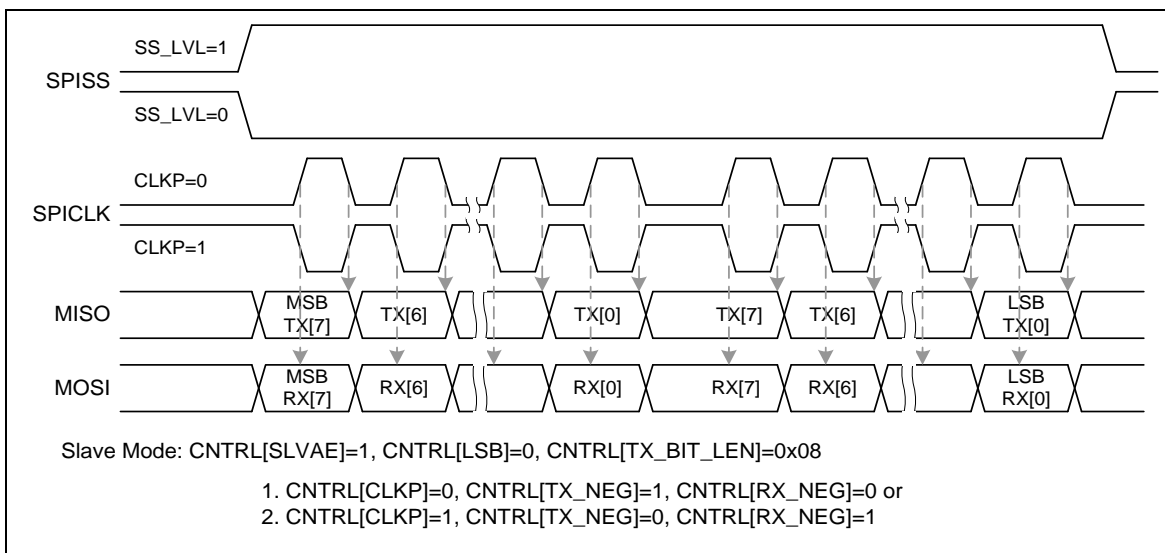 SS_LVL=1
SPISS
SS_LVL=0
CLKP=0
SPICLK
CLKP=1
MISO MSB TX[7] TX[6] TX[0] TX[7] TX[6] LSB TX[0]
MOSI MSB RX[7] RX[6] RX[0] RX[7] RX[6] LSB RX[0]
Slave Mode: CNTRL[SLVAE]=1, CNTRL[LSB]=0, CNTRL[TX_BIT_LEN]=0x08
1. CNTRL[CLKP]=0, CNTRL[TX_NEG]=1, CNTRL[RX_NEG]=0 or
2. CNTRL[CLKP]=1, CNTRL[TX_NEG]=0, CNTRL[RX_NEG]=1